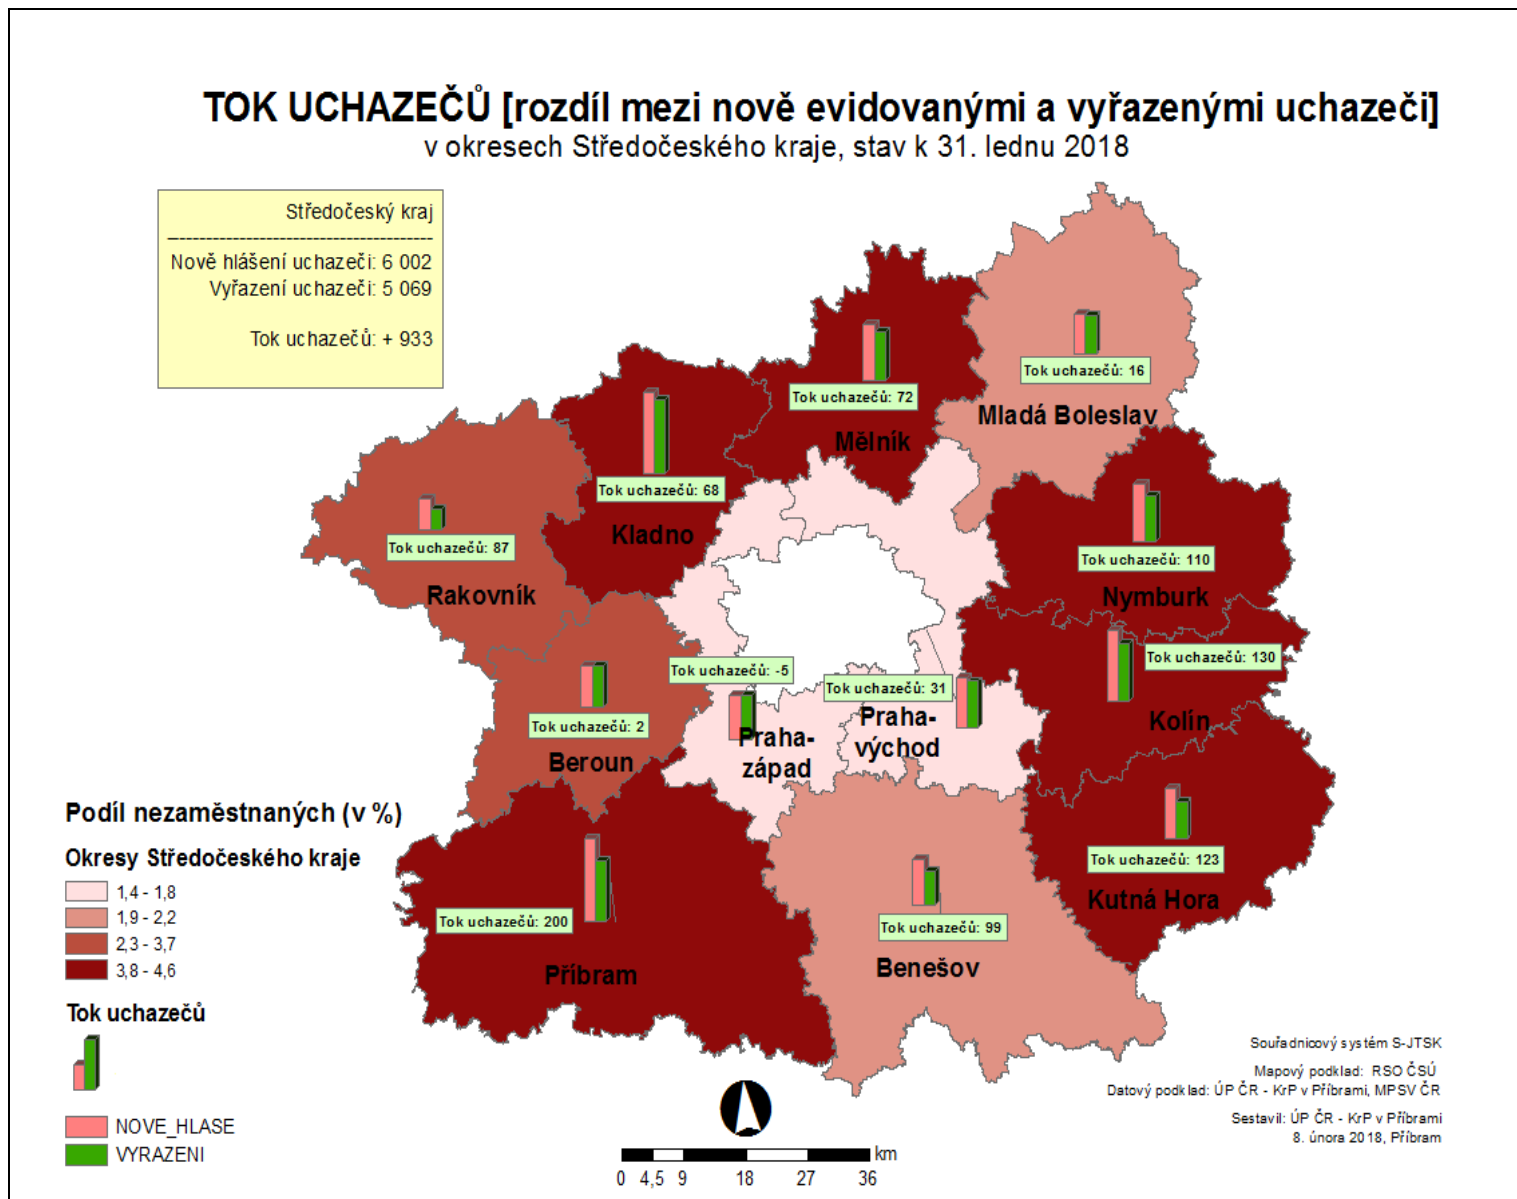 TOK UCHAZEČŮ [rozdíl mezi nově evidovanými a vyřazenými uchazeči]
v okresech Středočeského kraje, stav k 31. lednu 2018
Středočeský kraj
----------------------------------------
Nově hlášení uchazeči: 6 002
Vyřazení uchazeči: 5 069
Tok uchazečů: + 933
Tok uchazečů: 16
Mladá Boleslav
Tok uchazečů: 72
Mělník
Tok uchazečů: 68
Kladno
Tok uchazečů: 87
Rakovník
Tok uchazečů: 110
Nymburk
Tok uchazečů: 130
Kolín
Tok uchazečů: -5
Praha-
západ
Tok uchazečů: 31
Praha-
východ
Tok uchazečů: 2
Beroun
Tok uchazečů: 123
Kutná Hora
Tok uchazečů: 200
Příbram
Tok uchazečů: 99
Benešov
Podíl nezaměstnaných (v %)
Okresy Středočeského kraje
1,4 - 1,8
1,9 - 2,2
2,3 - 3,7
3,8 - 4,6
Tok uchazečů
NOVE_HLASE
VYRAZENI
km
0 4,5 9 18 27 36
Souřadnicový systém S-JTSK
Mapový podklad: RSO ČSÚ
Datový podklad: ÚP ČR - KrP v Příbrami, MPSV ČR
Sestavil: ÚP ČR - KrP v Příbrami
8. února 2018, Příbram